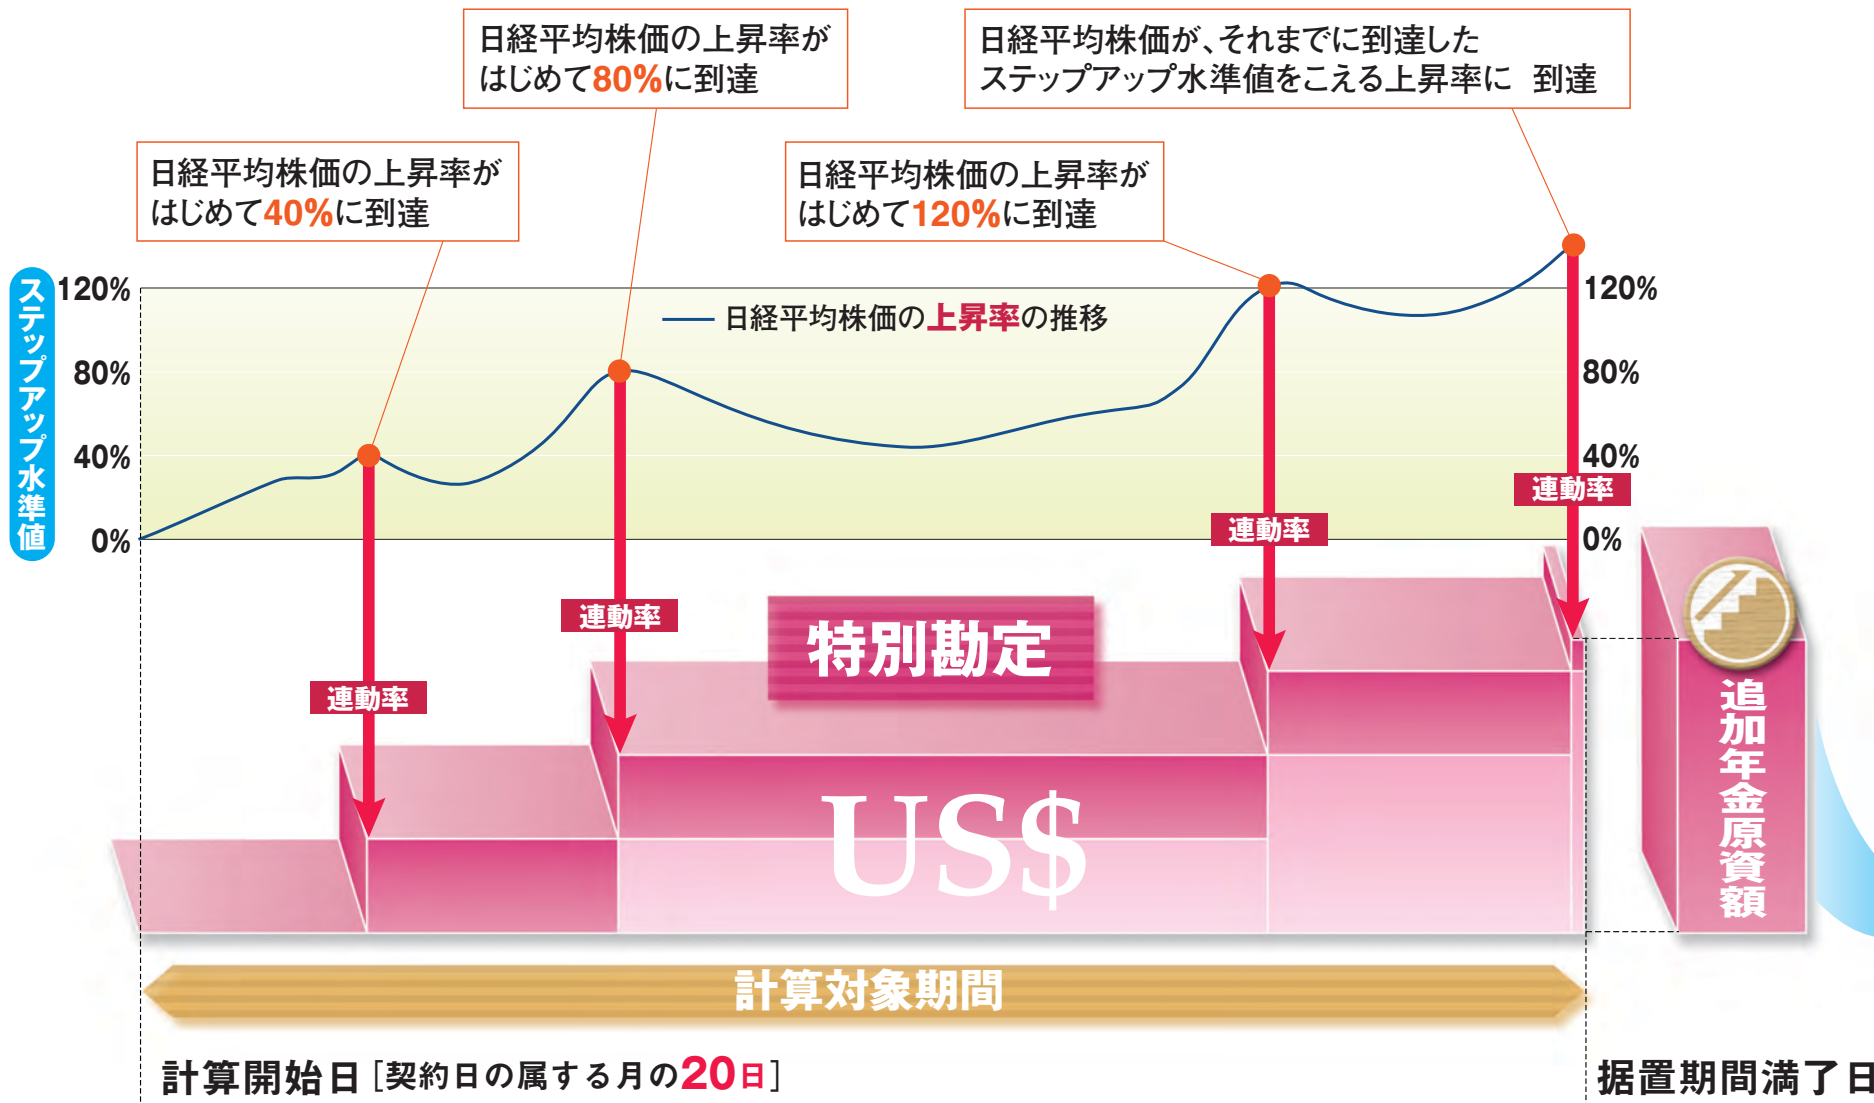 日経平均株価の上昇率が
はじめて80%に到達
日経平均株価が、それまでに到達した
ステップアップ水準値をこえる上昇率に 到達
日経平均株価の上昇率が
はじめて40%に到達
日経平均株価の上昇率が
はじめて120%に到達
ステップアップ水準値
120%
80%
40%
0%
日経平均株価の上昇率の推移
120%
80%
40%
0%
連動率
連動率
連動率
連動率
特別勘定
US$
追加年金原資額
計算対象期間
計算開始日[契約日の属する月の20日]
据置期間満了日